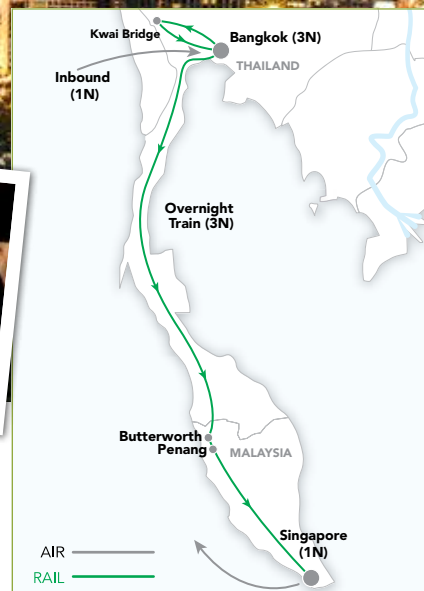 Kwai Bridge
Bangkok (3N)
THAILAND
Inbound
(1N)
Overnight
Train (3N)
Butterworth
Penang
MALAYSIA
Singapore
(1N)
AIR
RAIL